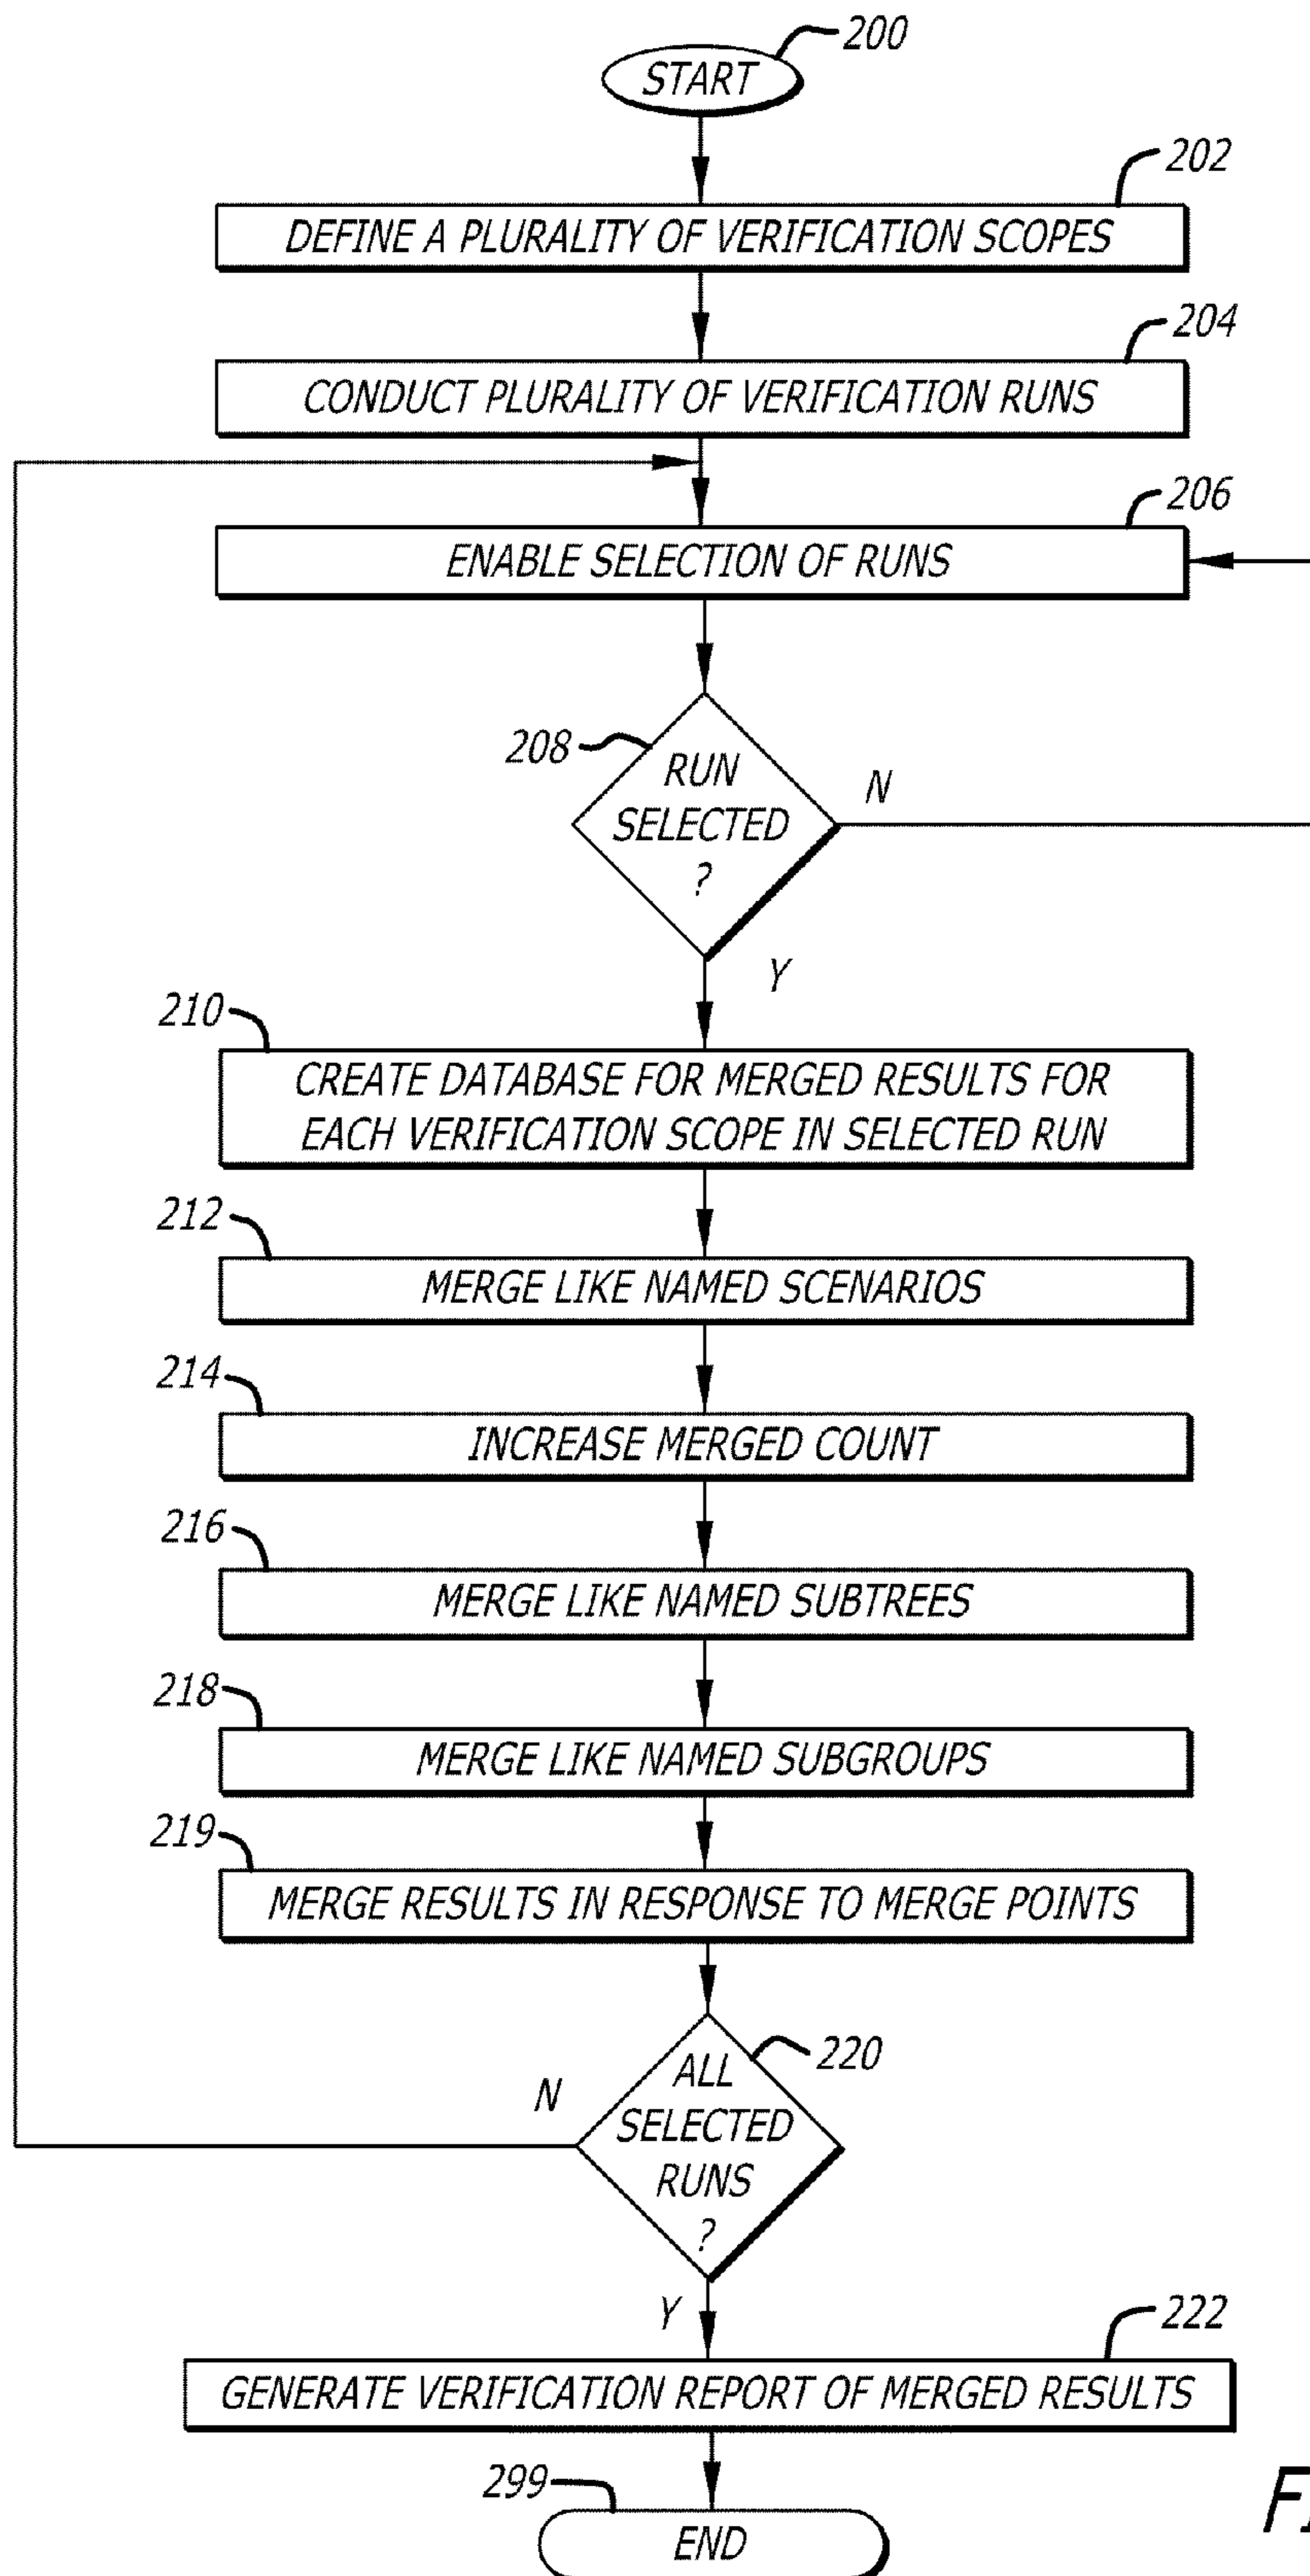 START
200
202
DEFINE A PLURALITY OF VERIFICATION SCOPES
204
CONDUCT PLURALITY OF VERIFICATION RUNS
206
ENABLE SELECTION OF RUNS
208
RUN
SELECTED
?
N
Y
210
CREATE DATABASE FOR MERGED RESULTS FOR
EACH VERIFICATION SCOPE IN SELECTED RUN
212
MERGE LIKE NAMED SCENARIOS
214
INCREASE MERGED COUNT
216
MERGE LIKE NAMED SUBTREES
218
MERGE LIKE NAMED SUBGROUPS
219
MERGE RESULTS IN RESPONSE TO MERGE POINTS
220
ALL
SELECTED
RUNS
?
N
Y
222
GENERATE VERIFICATION REPORT OF MERGED RESULTS
299
END